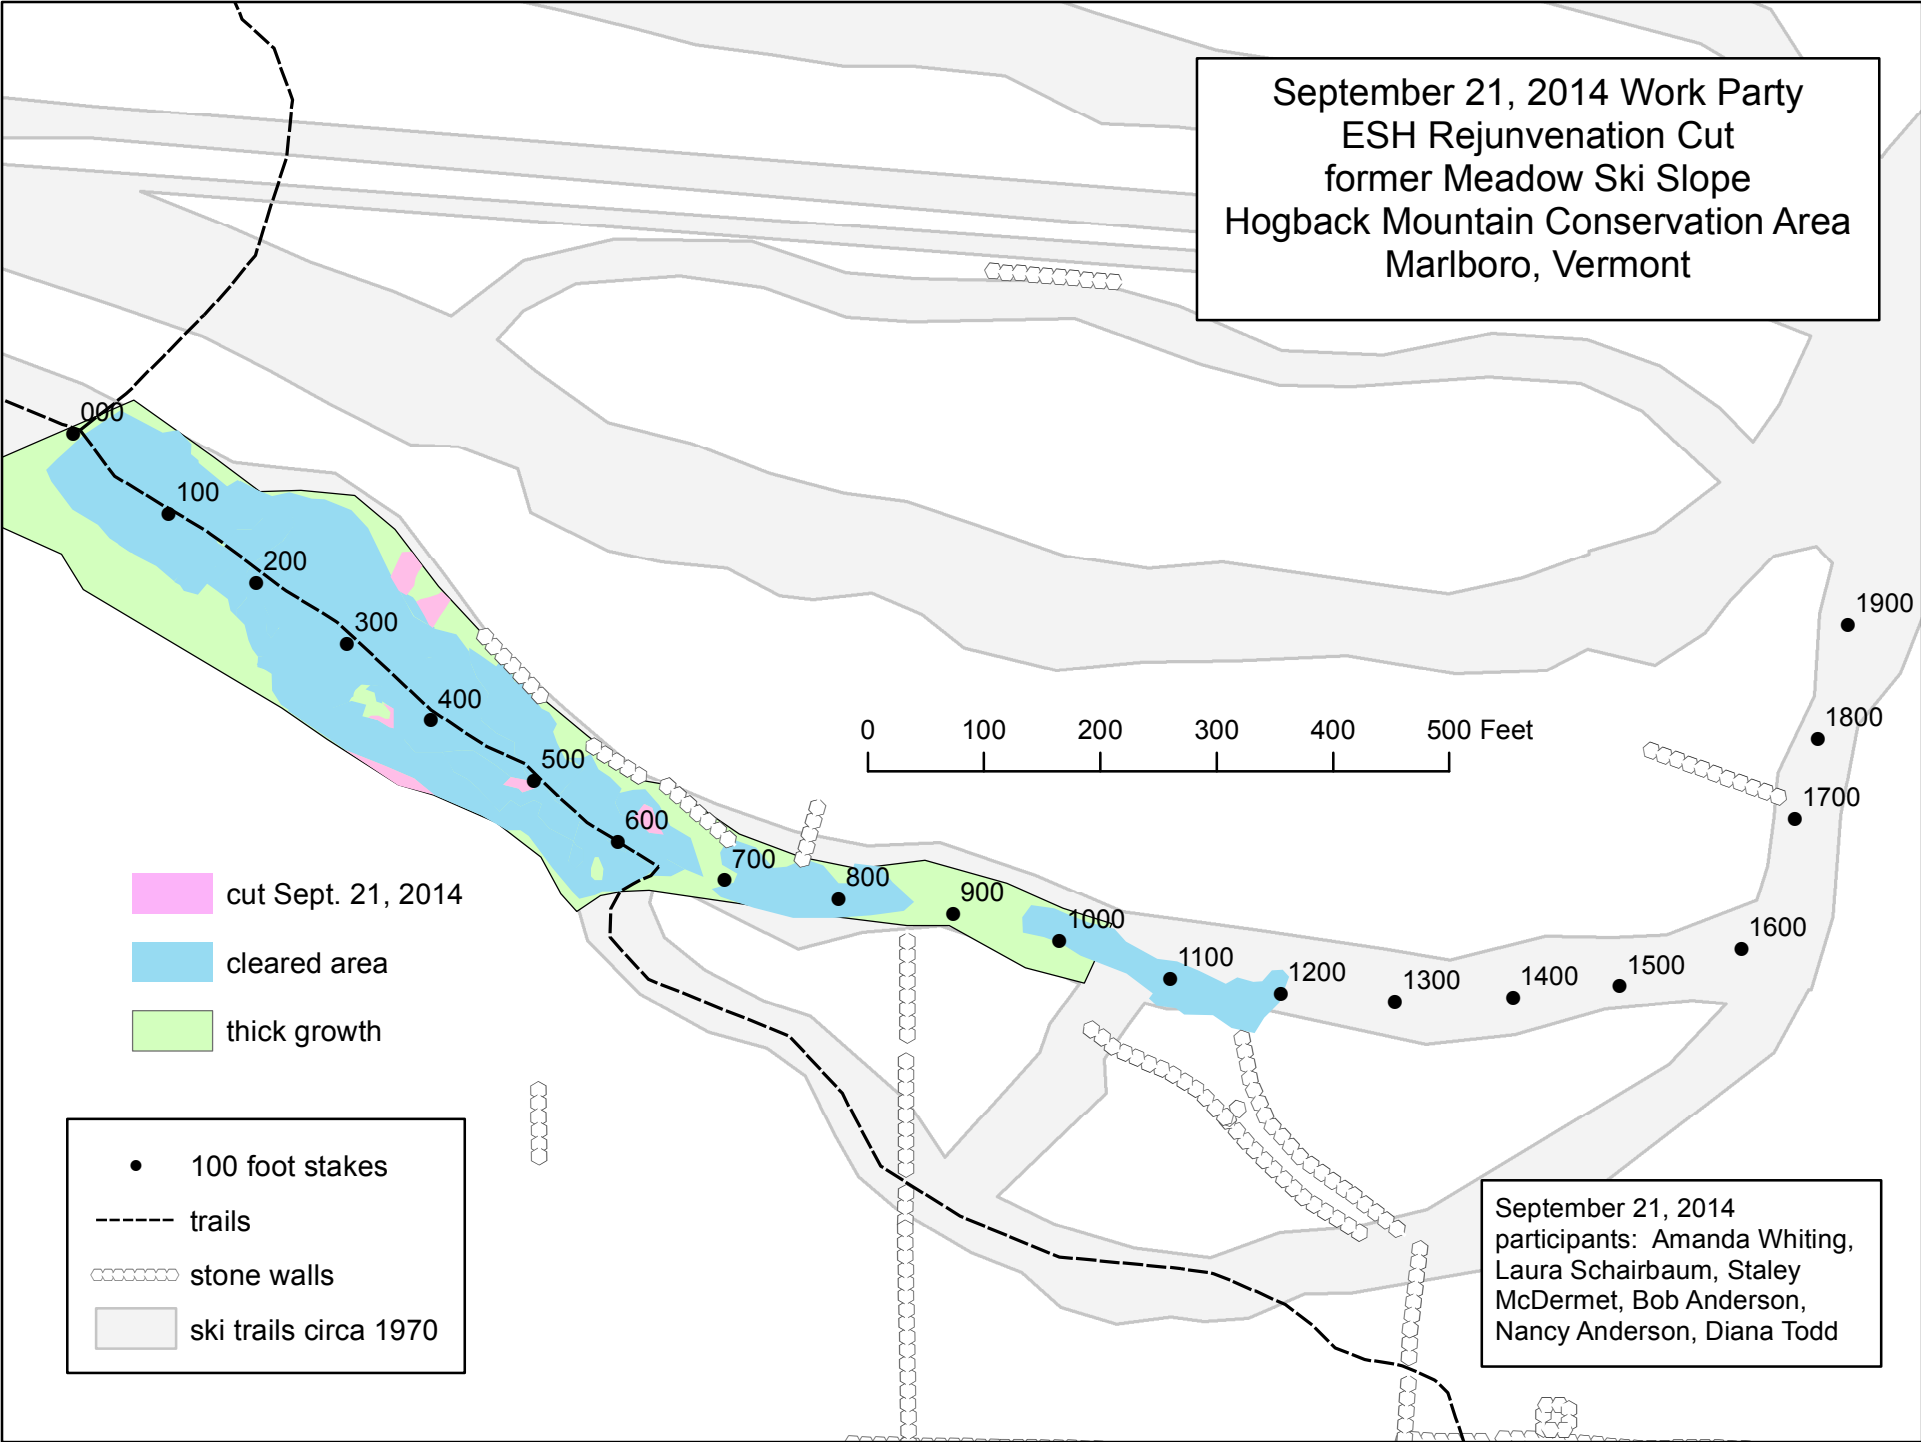 September 21, 2014 Work Party
ESH Rejunvenation Cut
former Meadow Ski Slope
Hogback Mountain Conservation Area
Marlboro, Vermont
000
100
200
300
400
500
600
700
800
900
1000
1100
1200
1300
1400
1500
1600
1700
1800
1900
0 100 200 300 400 500 Feet
cut Sept. 21, 2014
cleared area
thick growth
100 foot stakes
trails
stone walls
ski trails circa 1970
September 21, 2014
participants: Amanda Whiting,
Laura Schairbaum, Staley
McDermet, Bob Anderson,
Nancy Anderson, Diana Todd